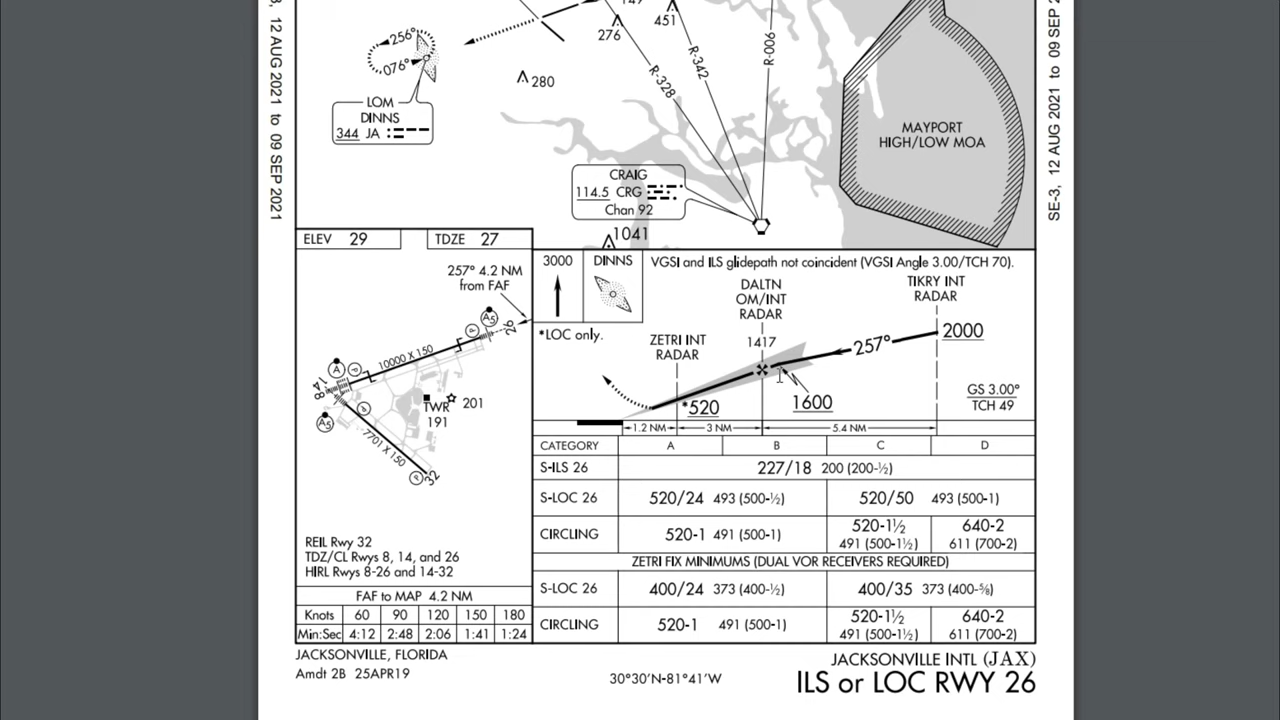 3, 12 AUG 2021 to 09 SEP 2021
SE-3, 12 AUG 2021 to 09 SEP 2
149
451
276
256°
076°
280
R-328
R-342
R-006
LOM
DINNS
344 JA
MAYPORT
HIGH/LOW MOA
CRAIG
114.5 CRG
Chan 92
1041
ELEV 29
TDZE 27
257° 4.2 NM
from FAF
A5
P
26
10000 X 150
A
P
8
14
P
A5
TWR
191
201
7701 X 150
P
32
REIL Rwy 32
TDZ/CL Rwys 8, 14, and 26
HIRL Rwys 8-26 and 14-32
FAF to MAP 4.2 NM
Knots 60 90 120 150 180
Min:Sec 4:12 2:48 2:06 1:41 1:24
3000
DINNS
VGSI and ILS glidepath not coincident (VGSI Angle 3.00/TCH 70).
*LOC only.
ZETRI INT
RADAR
DALTN
OM/INT
RADAR
1417
TIKRY INT
RADAR
2000
257°
1600
*520
GS 3.00°
TCH 49
1.2 NM 3 NM 5.4 NM
CATEGORY A B C D
S-ILS 26 227/18 200 (200-½)
S-LOC 26 520/24 493 (500-½) 520/50 493 (500-1)
CIRCLING 520-1 491 (500-1) 520-1½ 640-2
491 (500-1½) 611 (700-2)
ZETRI FIX MINIMUMS (DUAL VOR RECEIVERS REQUIRED)
S-LOC 26 400/24 373 (400-½) 400/35 373 (400-⅝)
CIRCLING 520-1 491 (500-1) 520-1½ 640-2
491 (500-1½) 611 (700-2)
JACKSONVILLE, FLORIDA
Amdt 2B 25APR19
30°30'N-81°41'W
JACKSONVILLE INTL (JAX)
ILS or LOC RWY 26